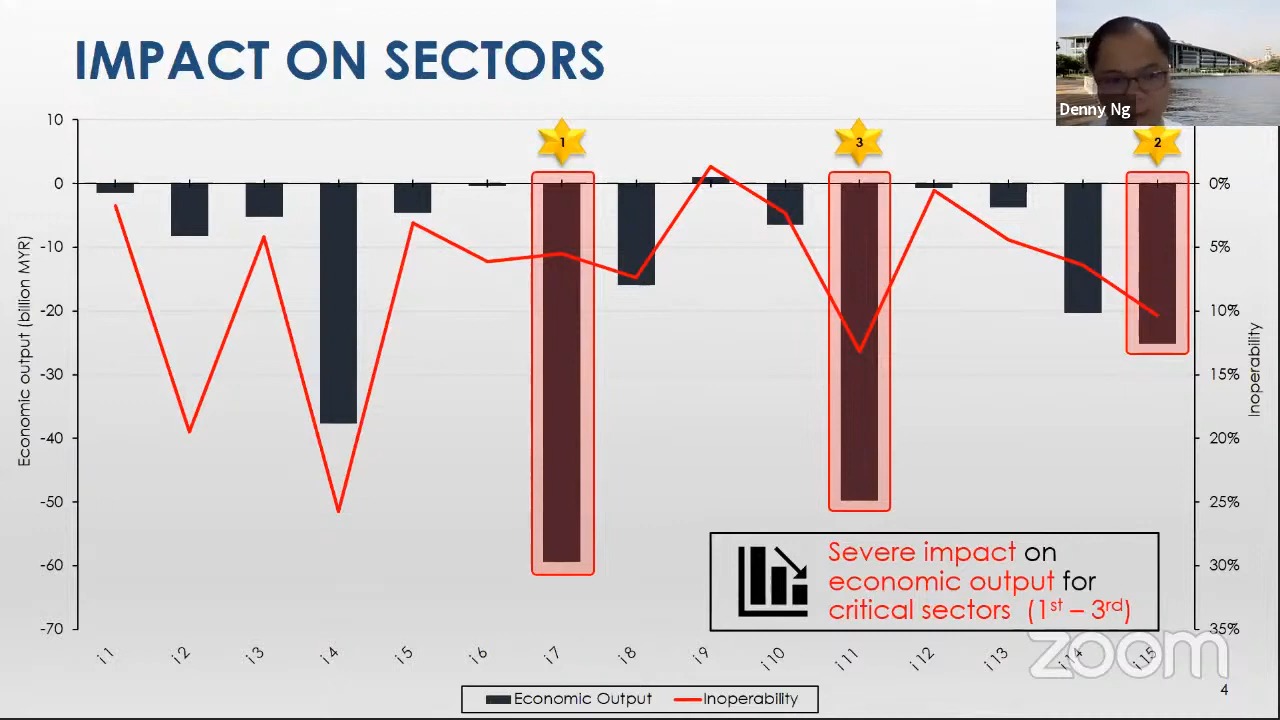 IMPACT ON SECTORS
Denny Ng
10
0
-10
-20
-30
-40
-50
-60
-70
Economic output (billion MYR)
1
3
2
0%
5%
10%
15%
20%
25%
30%
35%
Inoperability
Severe impact on
economic output for
critical sectors (1st – 3rd)
i1
i2
i3
i4
i5
i6
i7
i8
i9
i10
i11
i12
i13
i14
i15
zoom
Economic Output
Inoperability
4